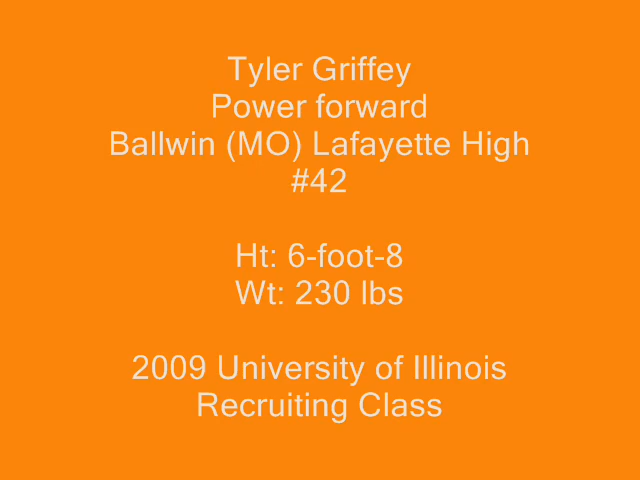 Tyler Griffey
Power forward
Ballwin (MO) Lafayette High
#42
Ht: 6-foot-8
Wt: 230 lbs
2009 University of Illinois
Recruiting Class